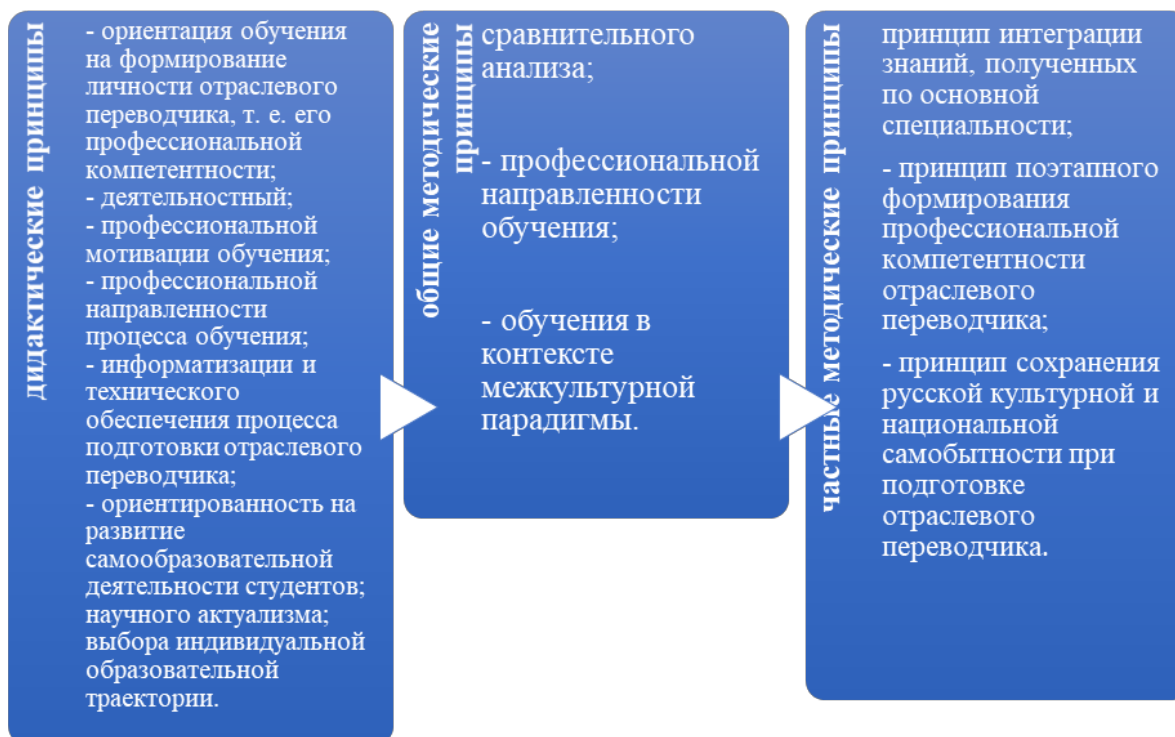 дидактические принципы
- ориентация обучения
на формирование
личности отраслевого
переводчика, т. е. его
профессиональной
компетентности;
- деятельностный;
- профессиональной
мотивации обучения;
- профессиональной
направленности
процесса обучения;
- информатизации и
технического
обеспечения процесса
подготовки отраслевого
переводчика;
- ориентированность на
развитие
самообразовательной
деятельности студентов;
научного актуализма;
выбора индивидуальной
образовательной
траектории.
общие методические
принципы
сравнительного
анализа;
- профессиональной
направленности
обучения;
- обучения в
контексте
межкультурной
парадигмы.
частные методические принципы
принцип интеграции
знаний, полученных
по основной
специальности;
- принцип поэтапного
формирования
профессиональной
компетентности
отраслевого
переводчика;
- принцип сохранения
русской культурной и
национальной
самобытности при
подготовке
отраслевого
переводчика.